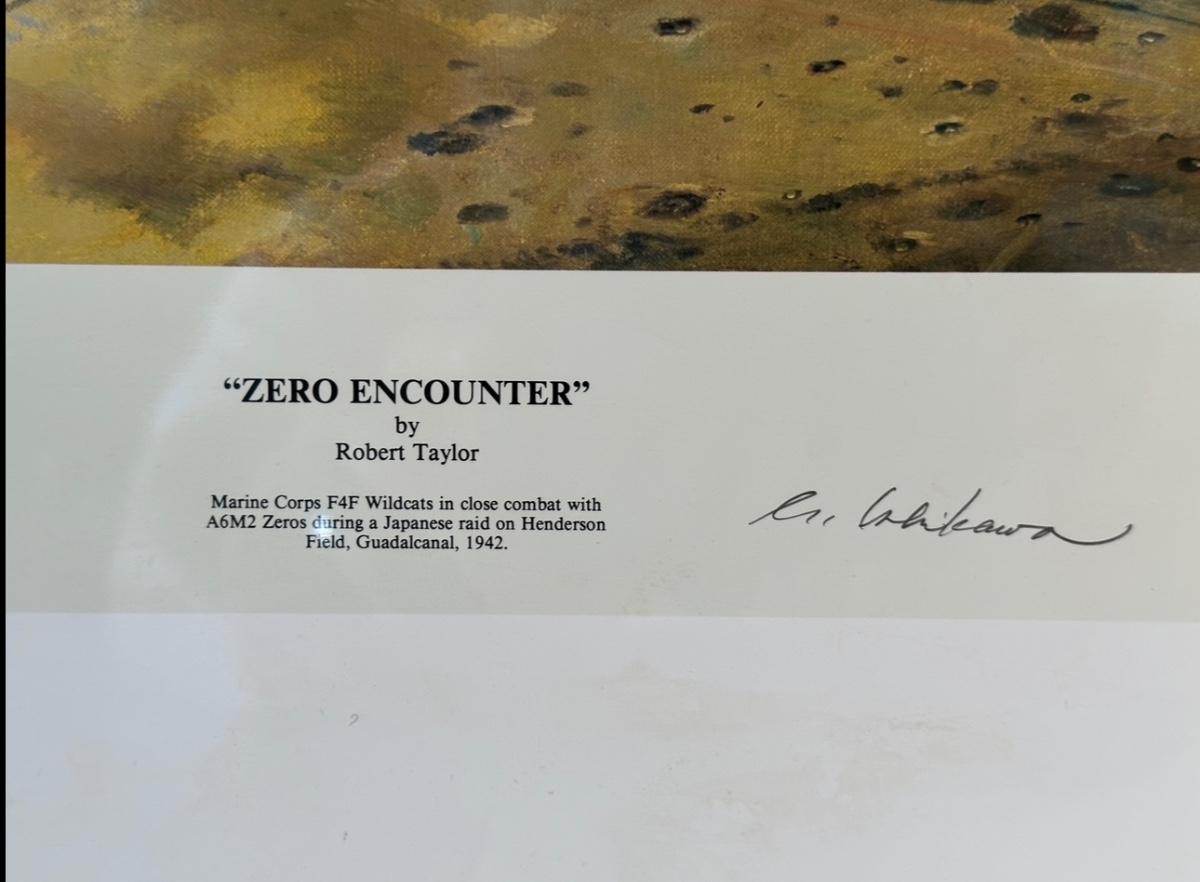 “ZERO ENCOUNTER”
by
Robert Taylor
Marine Corps F4F Wildcats in close combat with
A6M2 Zeros during a Japanese raid on Henderson
Field, Guadalcanal, 1942.
Ishikawa